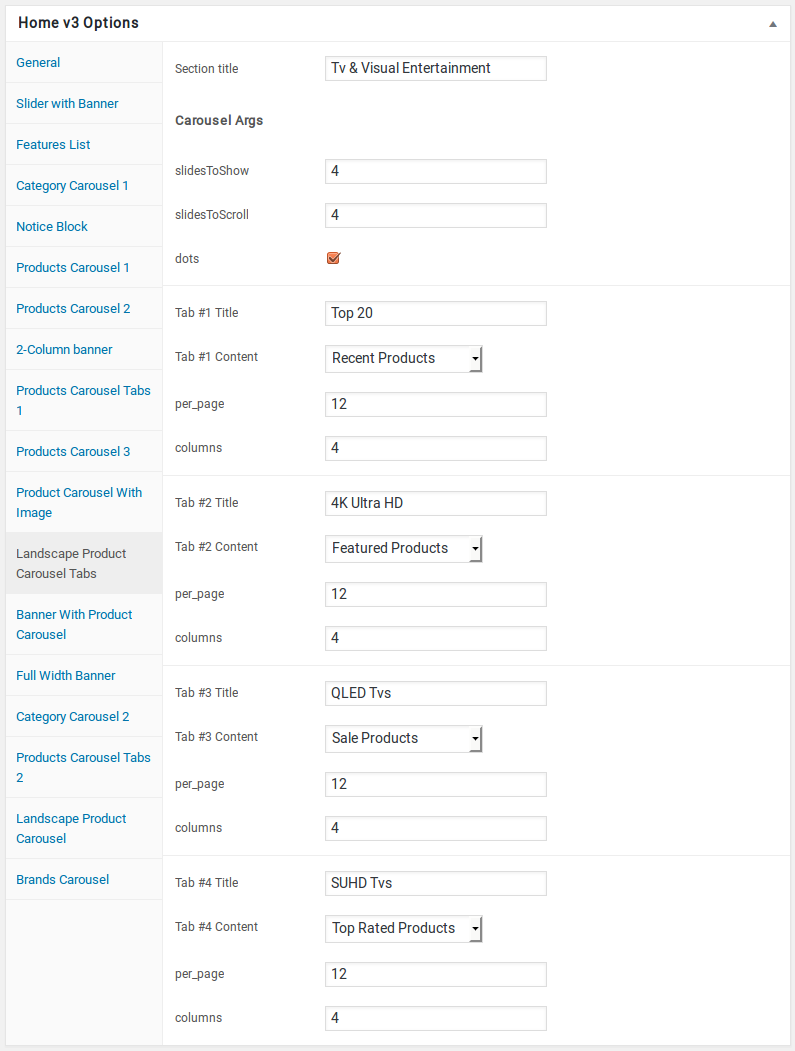 Home v3 Options
General
Slider with Banner
Features List
Category Carousel 1
Notice Block
Products Carousel 1
Products Carousel 2
2-Column banner
Products Carousel Tabs
1
Products Carousel 3
Product Carousel With
Image
Landscape Product
Carousel Tabs
Banner With Product
Carousel
Full Width Banner
Category Carousel 2
Products Carousel Tabs
2
Landscape Product
Carousel
Brands Carousel
Section title Tv & Visual Entertainment
Carousel Args
slidesToShow 4
slidesToScroll 4
dots
Tab #1 Title Top 20
Tab #1 Content Recent Products
per_page 12
columns 4
Tab #2 Title 4K Ultra HD
Tab #2 Content Featured Products
per_page 12
columns 4
Tab #3 Title QLED Tvs
Tab #3 Content Sale Products
per_page 12
columns 4
Tab #4 Title SUHD Tvs
Tab #4 Content Top Rated Products
per_page 12
columns 4